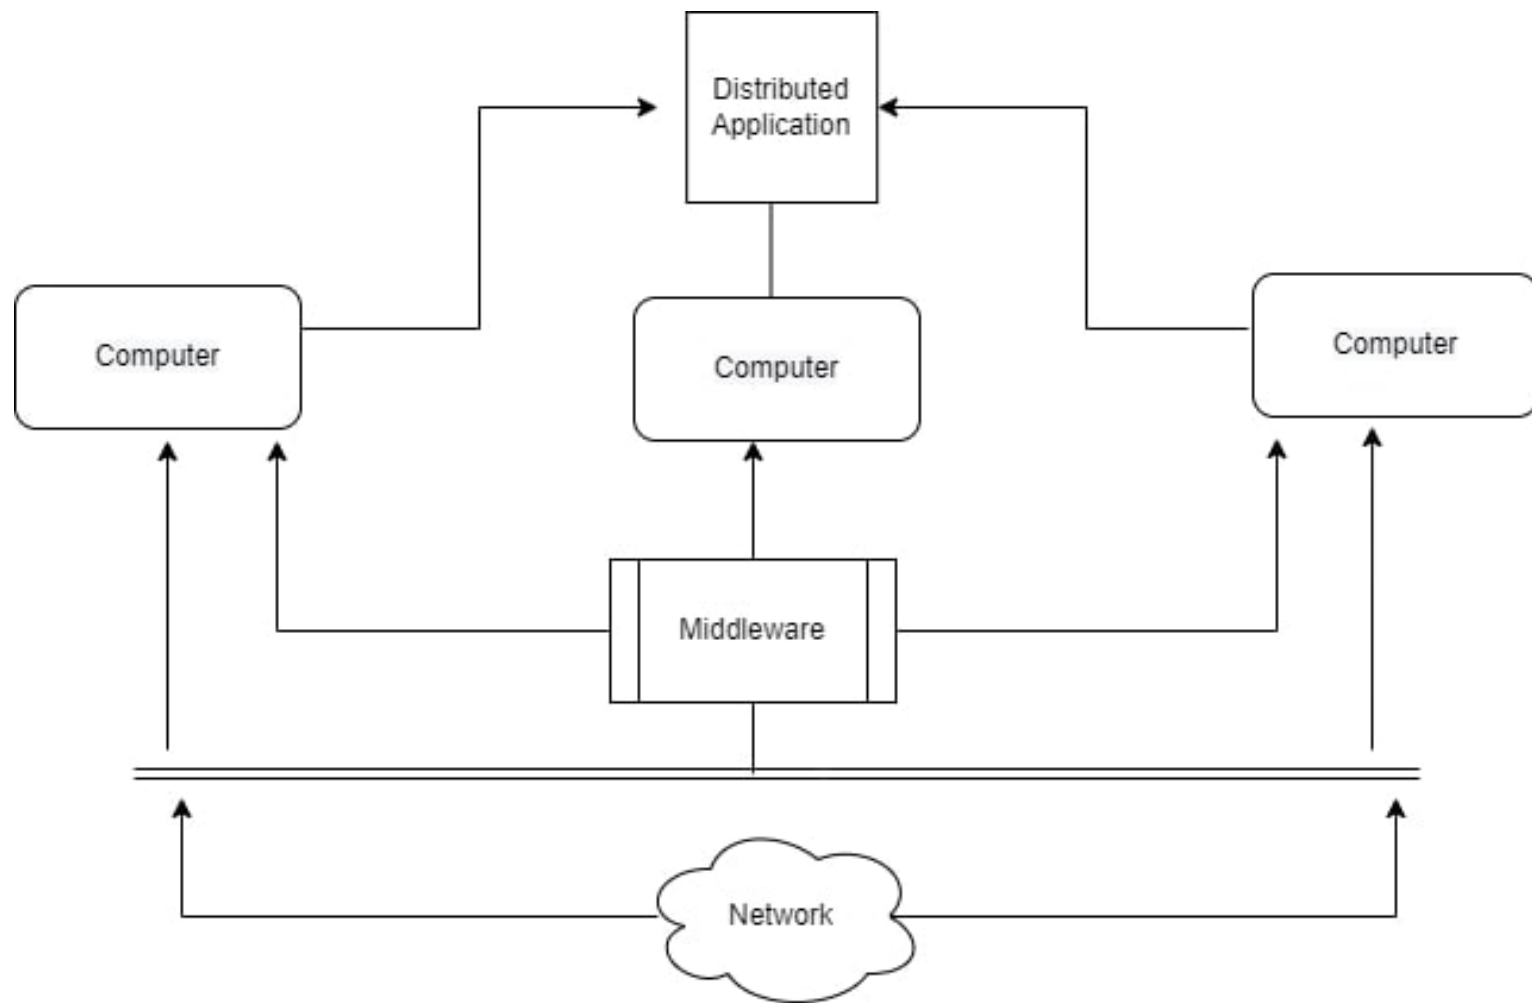 Distributed
Application
Computer
Computer
Computer
Middleware
Network